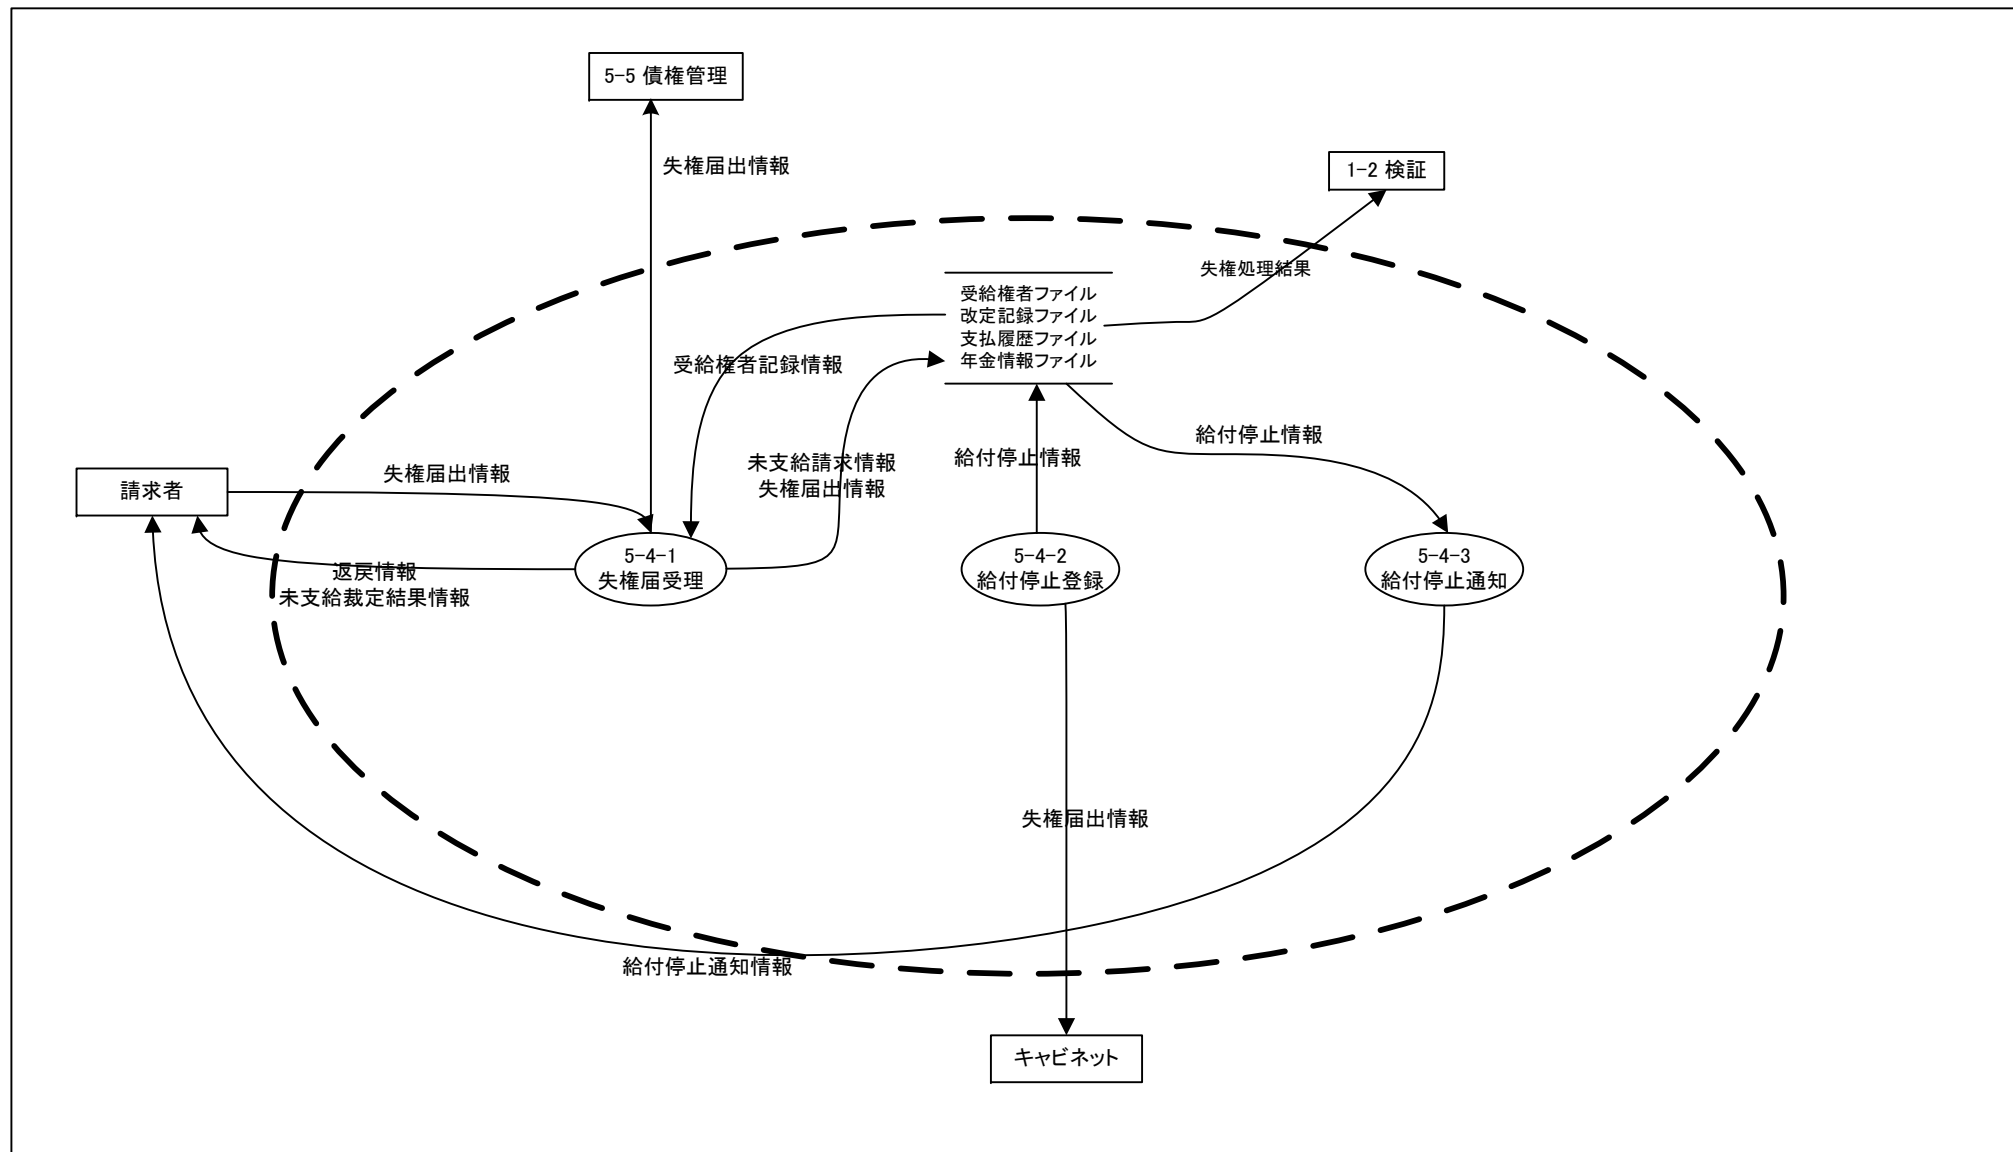 5-5 債権管理
失権届出情報
1-2 検証
失権処理結果
受給権者ファイル
改定記録ファイル
支払履歴ファイル
年金情報ファイル
受給権者記録情報
給付停止情報
未支給請求情報
失権届出情報
給付停止情報
失権届出情報
請求者
5-4-1
失権届受理
5-4-2
給付停止登録
5-4-3
給付停止通知
返戻情報
未支給裁定結果情報
失権届出情報
給付停止通知情報
キャビネット